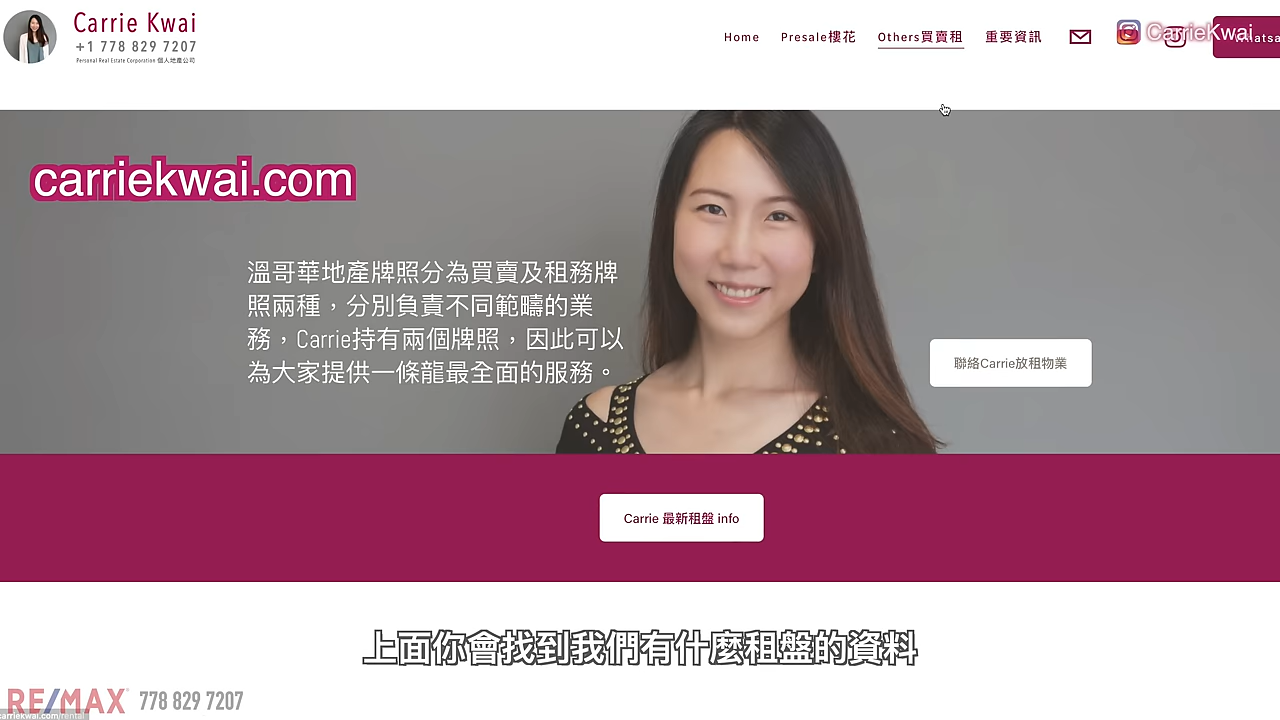 Carrie Kwai
+1 778 829 7207
Personal Real Estate Corporation 個人地產公司
Home Presale樓花 Others買賣租 重要資訊
CarrieKwai
carriekwai.com
溫哥華地產牌照分為買賣及租務牌
照兩種，分別負責不同範疇的業
務，Carrie持有兩個牌照，因此可以
為大家提供一條龍最全面的服務。
聯絡Carrie放租物業
Carrie 最新租盤 info
上面你會找到我們有什麼租盤的資料
RE/MAX 778 829 7207
carriekwai.com/rental